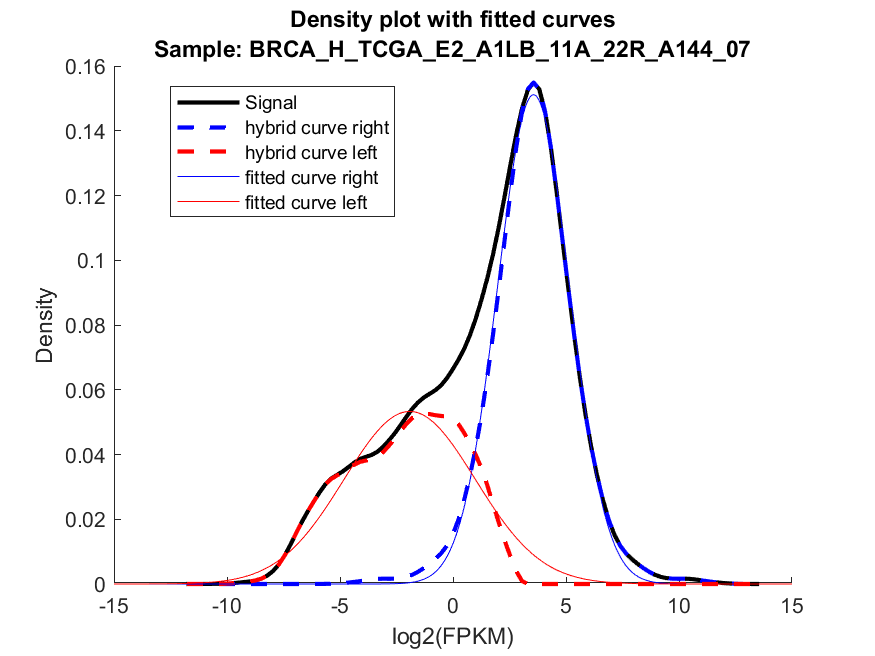 Density plot with fitted curves
Sample: BRCA_H_TCGA_E2_A1LB_11A_22R_A144_07
0.16
0.14
0.12
0.1
0.08
0.06
0.04
0.02
0
Density
Signal
hybrid curve right
hybrid curve left
fitted curve right
fitted curve left
-15 -10 -5 0 5 10 15
log2(FPKM)